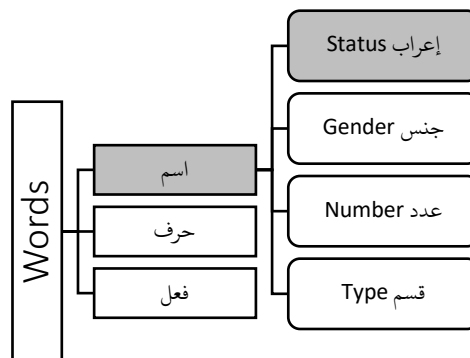 Words
اسم
حرف
فعل
إعراب Status
جنس Gender
عدد Number
قسم Type